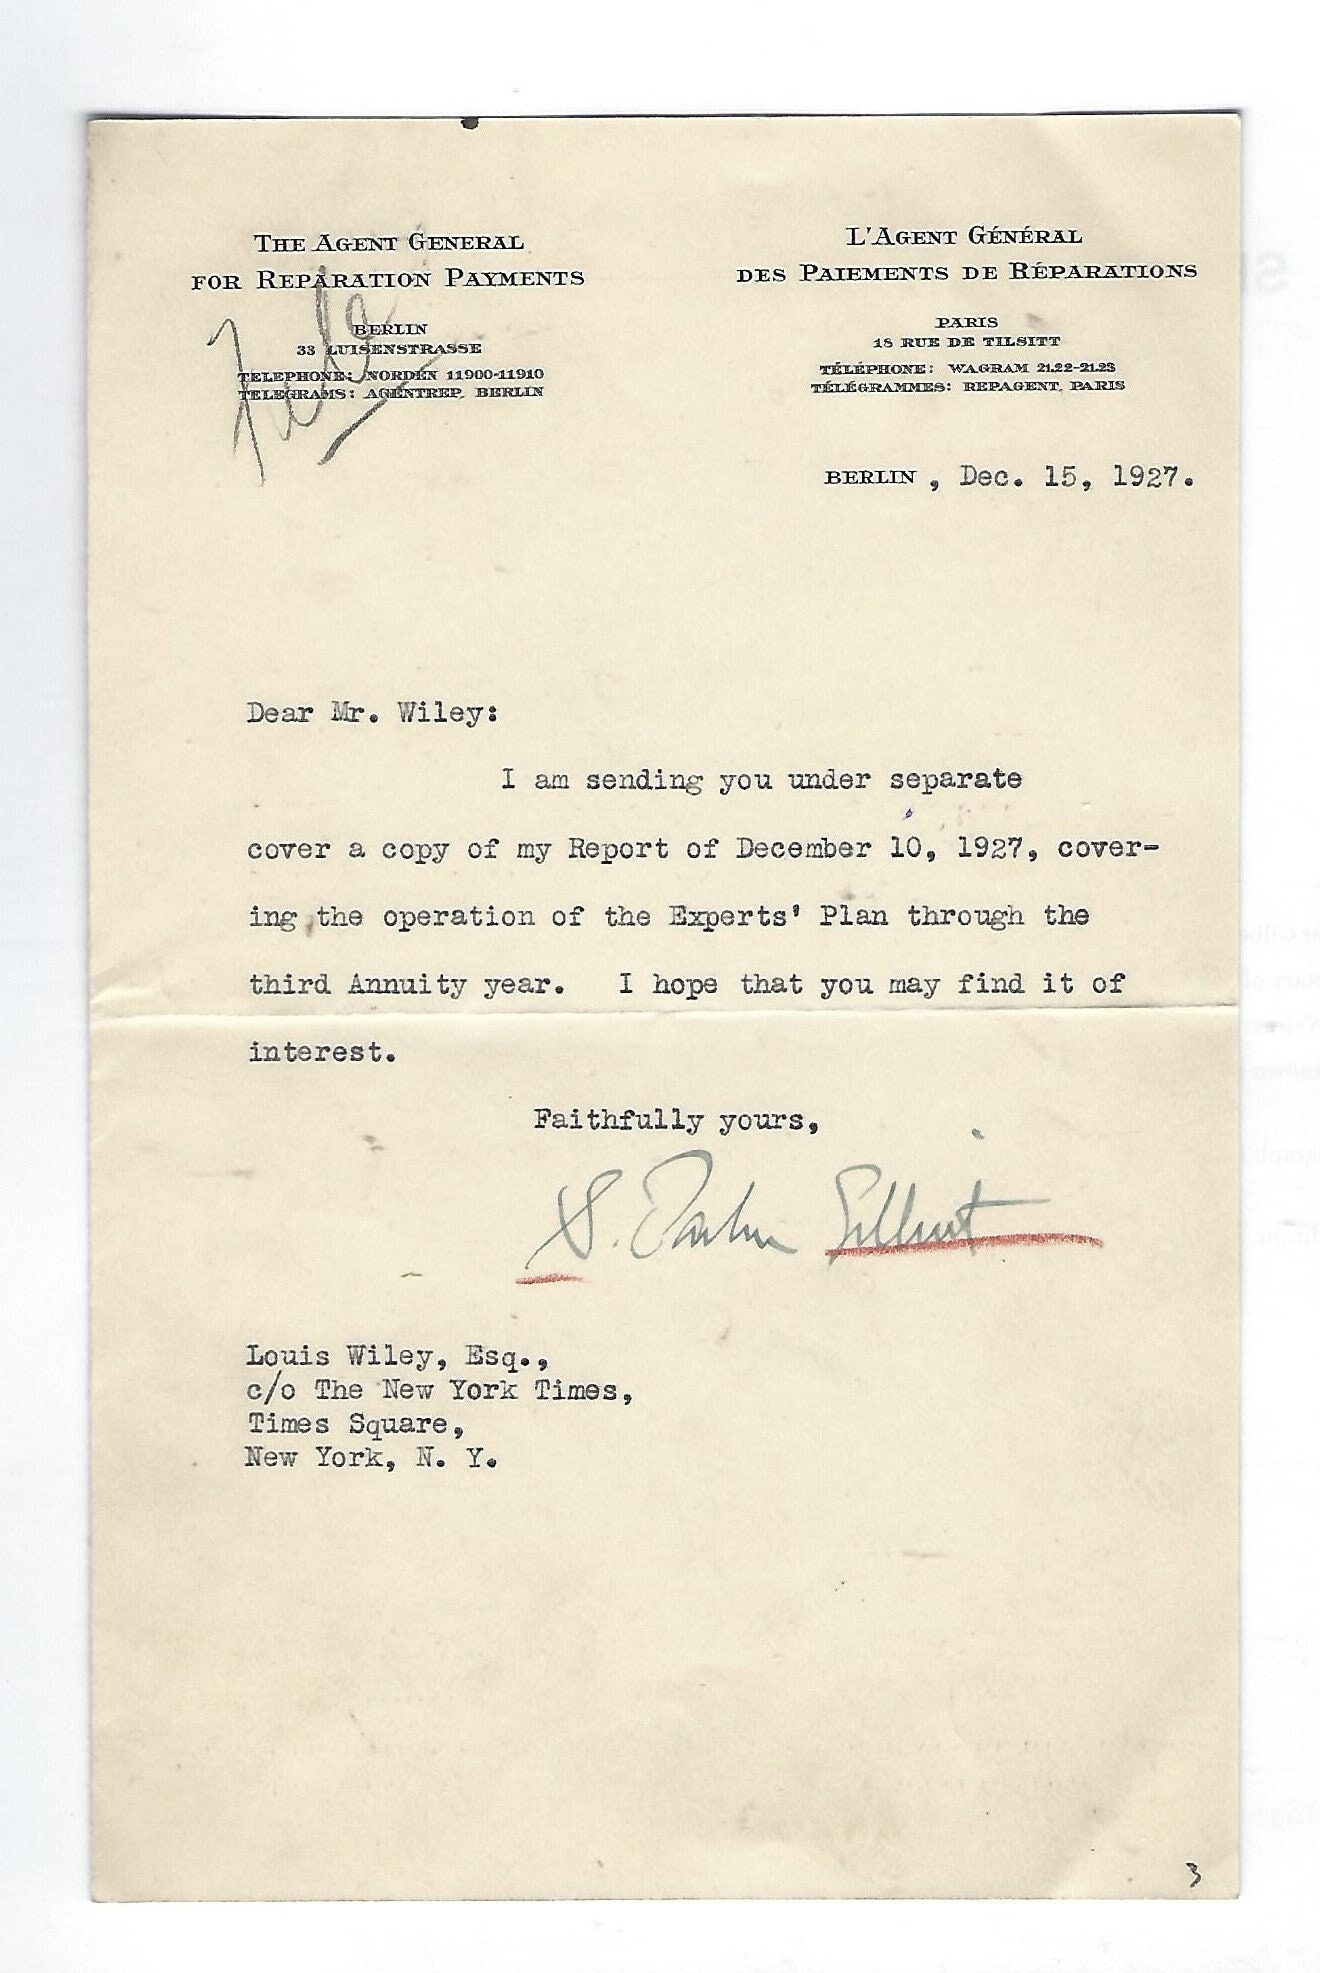 THE AGENT GENERAL
FOR REPARATION PAYMENTS
BERLIN
33 LUISENSTRASSE
TELEPHONE: NORDEN 11900-11910
TELEGRAMS: AGENTREP, BERLIN
File
L'AGENT GÉNÉRAL
DES PAIEMENTS DE RÉPARATIONS
PARIS
18 RUE DE TILSITT
TÉLÉPHONE: WAGRAM 21.22-21.23
TÉLÉGRAMMES: REPAGENT, PARIS
BERLIN, Dec. 15, 1927.
Dear Mr. Wiley:
I am sending you under separate
cover a copy of my Report of December 10, 1927, cover-
ing the operation of the Experts' Plan through the
third Annuity year. I hope that you may find it of
interest.
Faithfully yours,
S. Parker Gilbert
Louis Wiley, Esq.,
c/o The New York Times,
Times Square,
New York, N. Y.
3